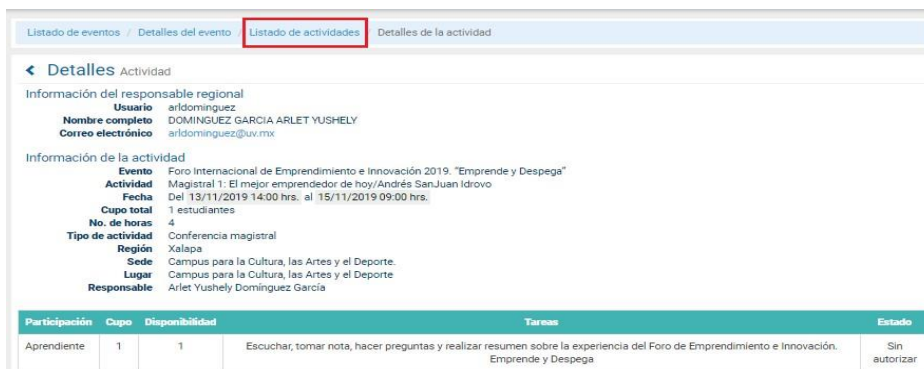 Listado de eventos / Detalles del evento / Listado de actividades Detalles de la actividad
Detalles Actividad
Información del responsable regional
Usuario arldominguez
Nombre completo DOMINGUEZ GARCIA ARLET YUSHELY
Correo electrónico arldominguez@uv.mx
Información de la actividad
Evento Foro Internacional de Emprendimiento e Innovación 2019. "Emprende y Despega"
Actividad Magistral 1: El mejor emprendedor de hoy/Andrés SanJuan Idrovo
Fecha Del 13/11/2019 14:00 hrs. al 15/11/2019 09:00 hrs.
Cupo total 1 estudiantes
No. de horas 4
Tipo de actividad Conferencia magistral
Región Xalapa
Sede Campus para la Cultura, las Artes y el Deporte.
Lugar Campus para la Cultura, las Artes y el Deporte
Responsable Arlet Yushely Domínguez García
Participación Cupo Disponibilidad Tareas Estado
Aprendiente 1 1 Escuchar, tomar nota, hacer preguntas y realizar resumen sobre la experiencia del Foro de Emprendimiento e Innovación. Sin
Emprende y Despega autorizar